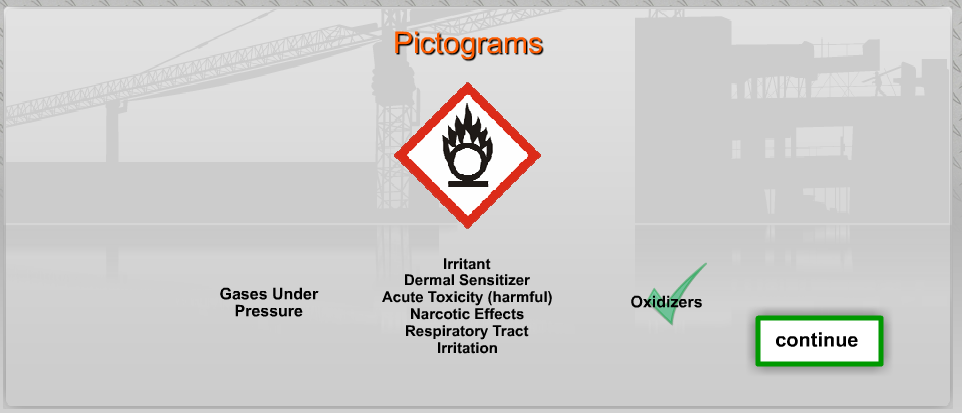 Pictograms
Gases Under
Pressure
Irritant
Dermal Sensitizer
Acute Toxicity (harmful)
Narcotic Effects
Respiratory Tract
Irritation
Oxidizers
continue